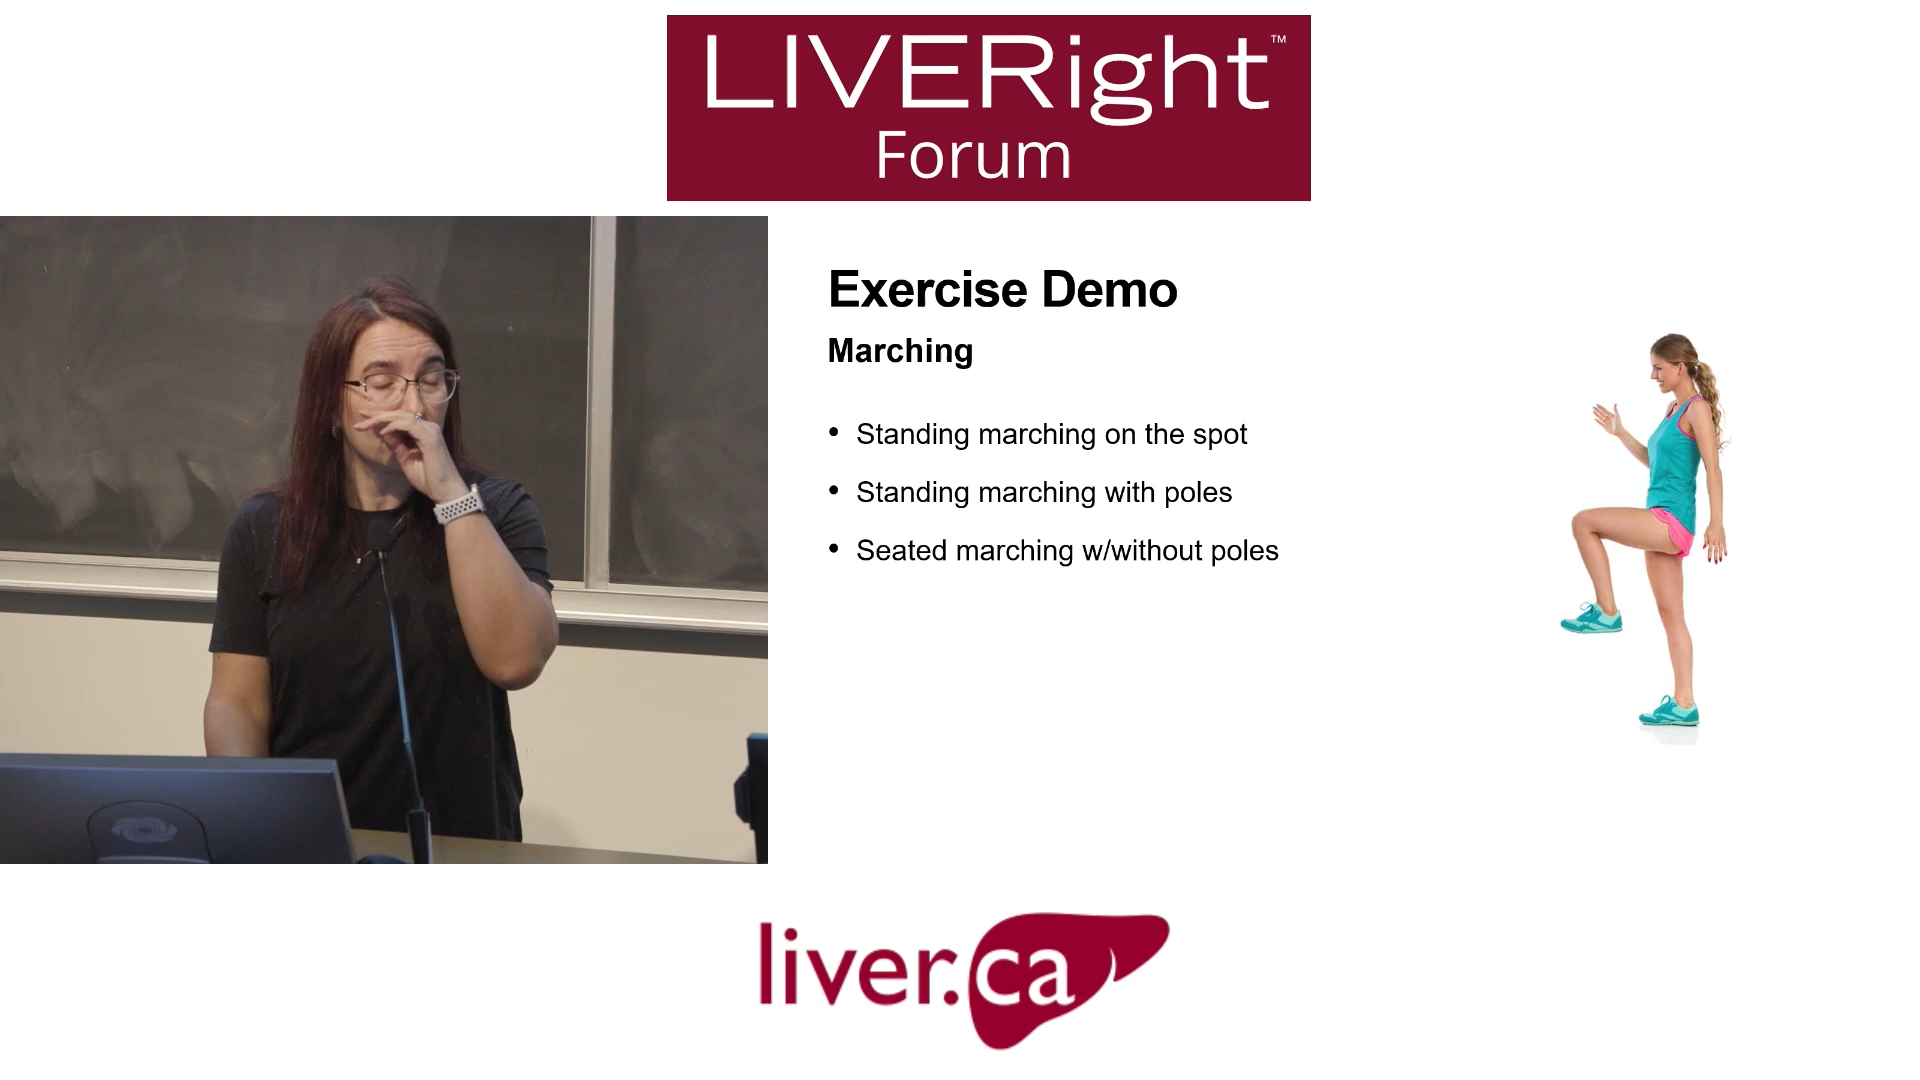 LIVERight™
Forum
Exercise Demo
Marching
• Standing marching on the spot
• Standing marching with poles
• Seated marching w/without poles
liver.ca